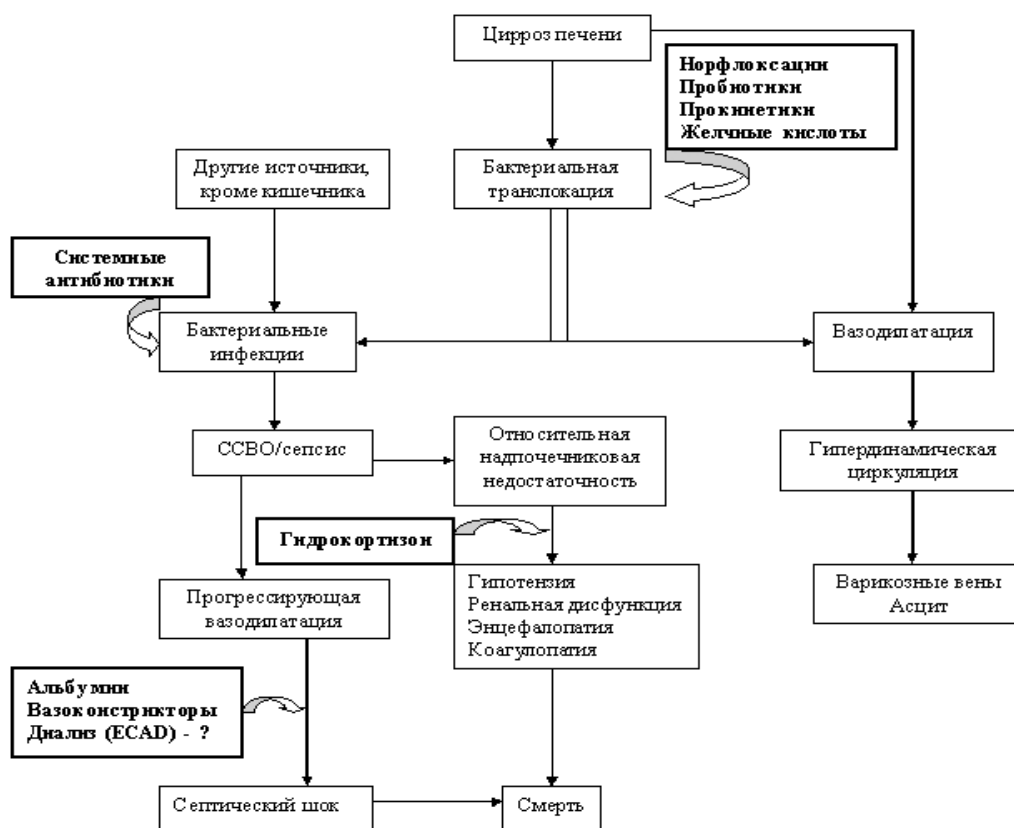 Цирроз печени
Норфлоксацин
Пробиотики
Прокинетики
Желчные кислоты
Другие источники,
кроме кишечника
Бактериальная
транслокация
Системные
антибиотики
Бактериальные
инфекции
Вазодилатация
ССВО/сепсис
Относительная
надпочечниковая
недостаточность
Гипердинамическая
циркуляция
Гидрокортизон
Прогрессирующая
вазодилатация
Гипотензия
Ренальная дисфункция
Энцефалопатия
Коагулопатия
Варикозные вены
Асцит
Альбумин
Вазоконстрикторы
Диализ (ECAD) - ?
Септический шок
Смерть